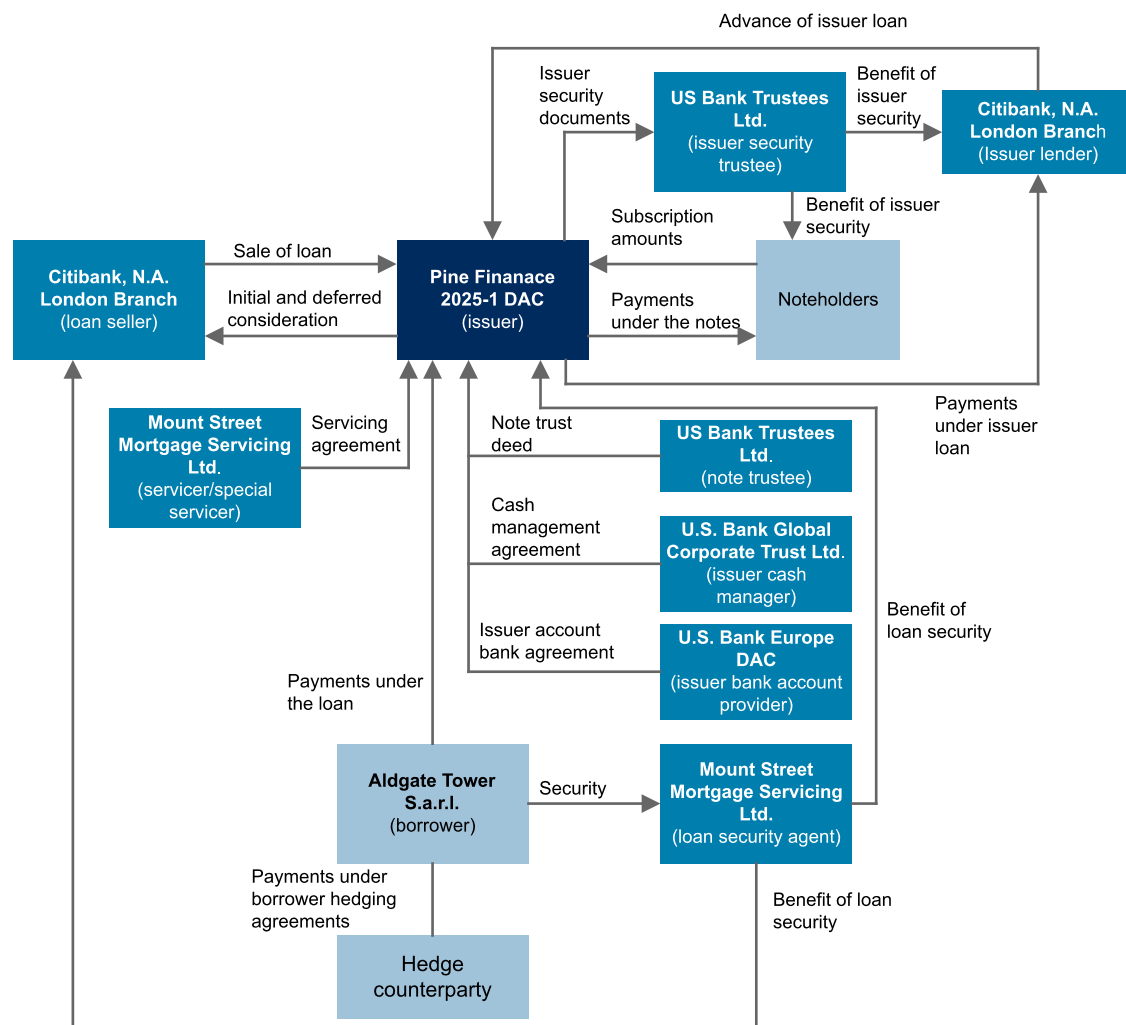 Advance of issuer loan
Issuer
security
documents
US Bank Trustees
Ltd.
(issuer security
trustee)
Benefit of
issuer
security
Citibank, N.A.
London Branch
(Issuer lender)
Benefit of issuer
security
Subscription
amounts
Citibank, N.A.
London Branch
(loan seller)
Sale of loan
Initial and deferred
consideration
Pine Finanace
2025-1 DAC
(issuer)
Payments
under the notes
Noteholders
Payments
under issuer
loan
Mount Street
Mortgage Servicing
Ltd.
(servicer/special
servicer)
Servicing
agreement
Note trust
deed
US Bank Trustees
Ltd.
(note trustee)
Cash
management
agreement
U.S. Bank Global
Corporate Trust Ltd.
(issuer cash
manager)
Issuer account
bank agreement
U.S. Bank Europe
DAC
(issuer bank account
provider)
Benefit of
loan security
Payments under
the loan
Aldgate Tower
S.a.r.l.
(borrower)
Security
Mount Street
Mortgage Servicing
Ltd.
(loan security agent)
Payments under
borrower hedging
agreements
Benefit of loan
security
Hedge
counterparty